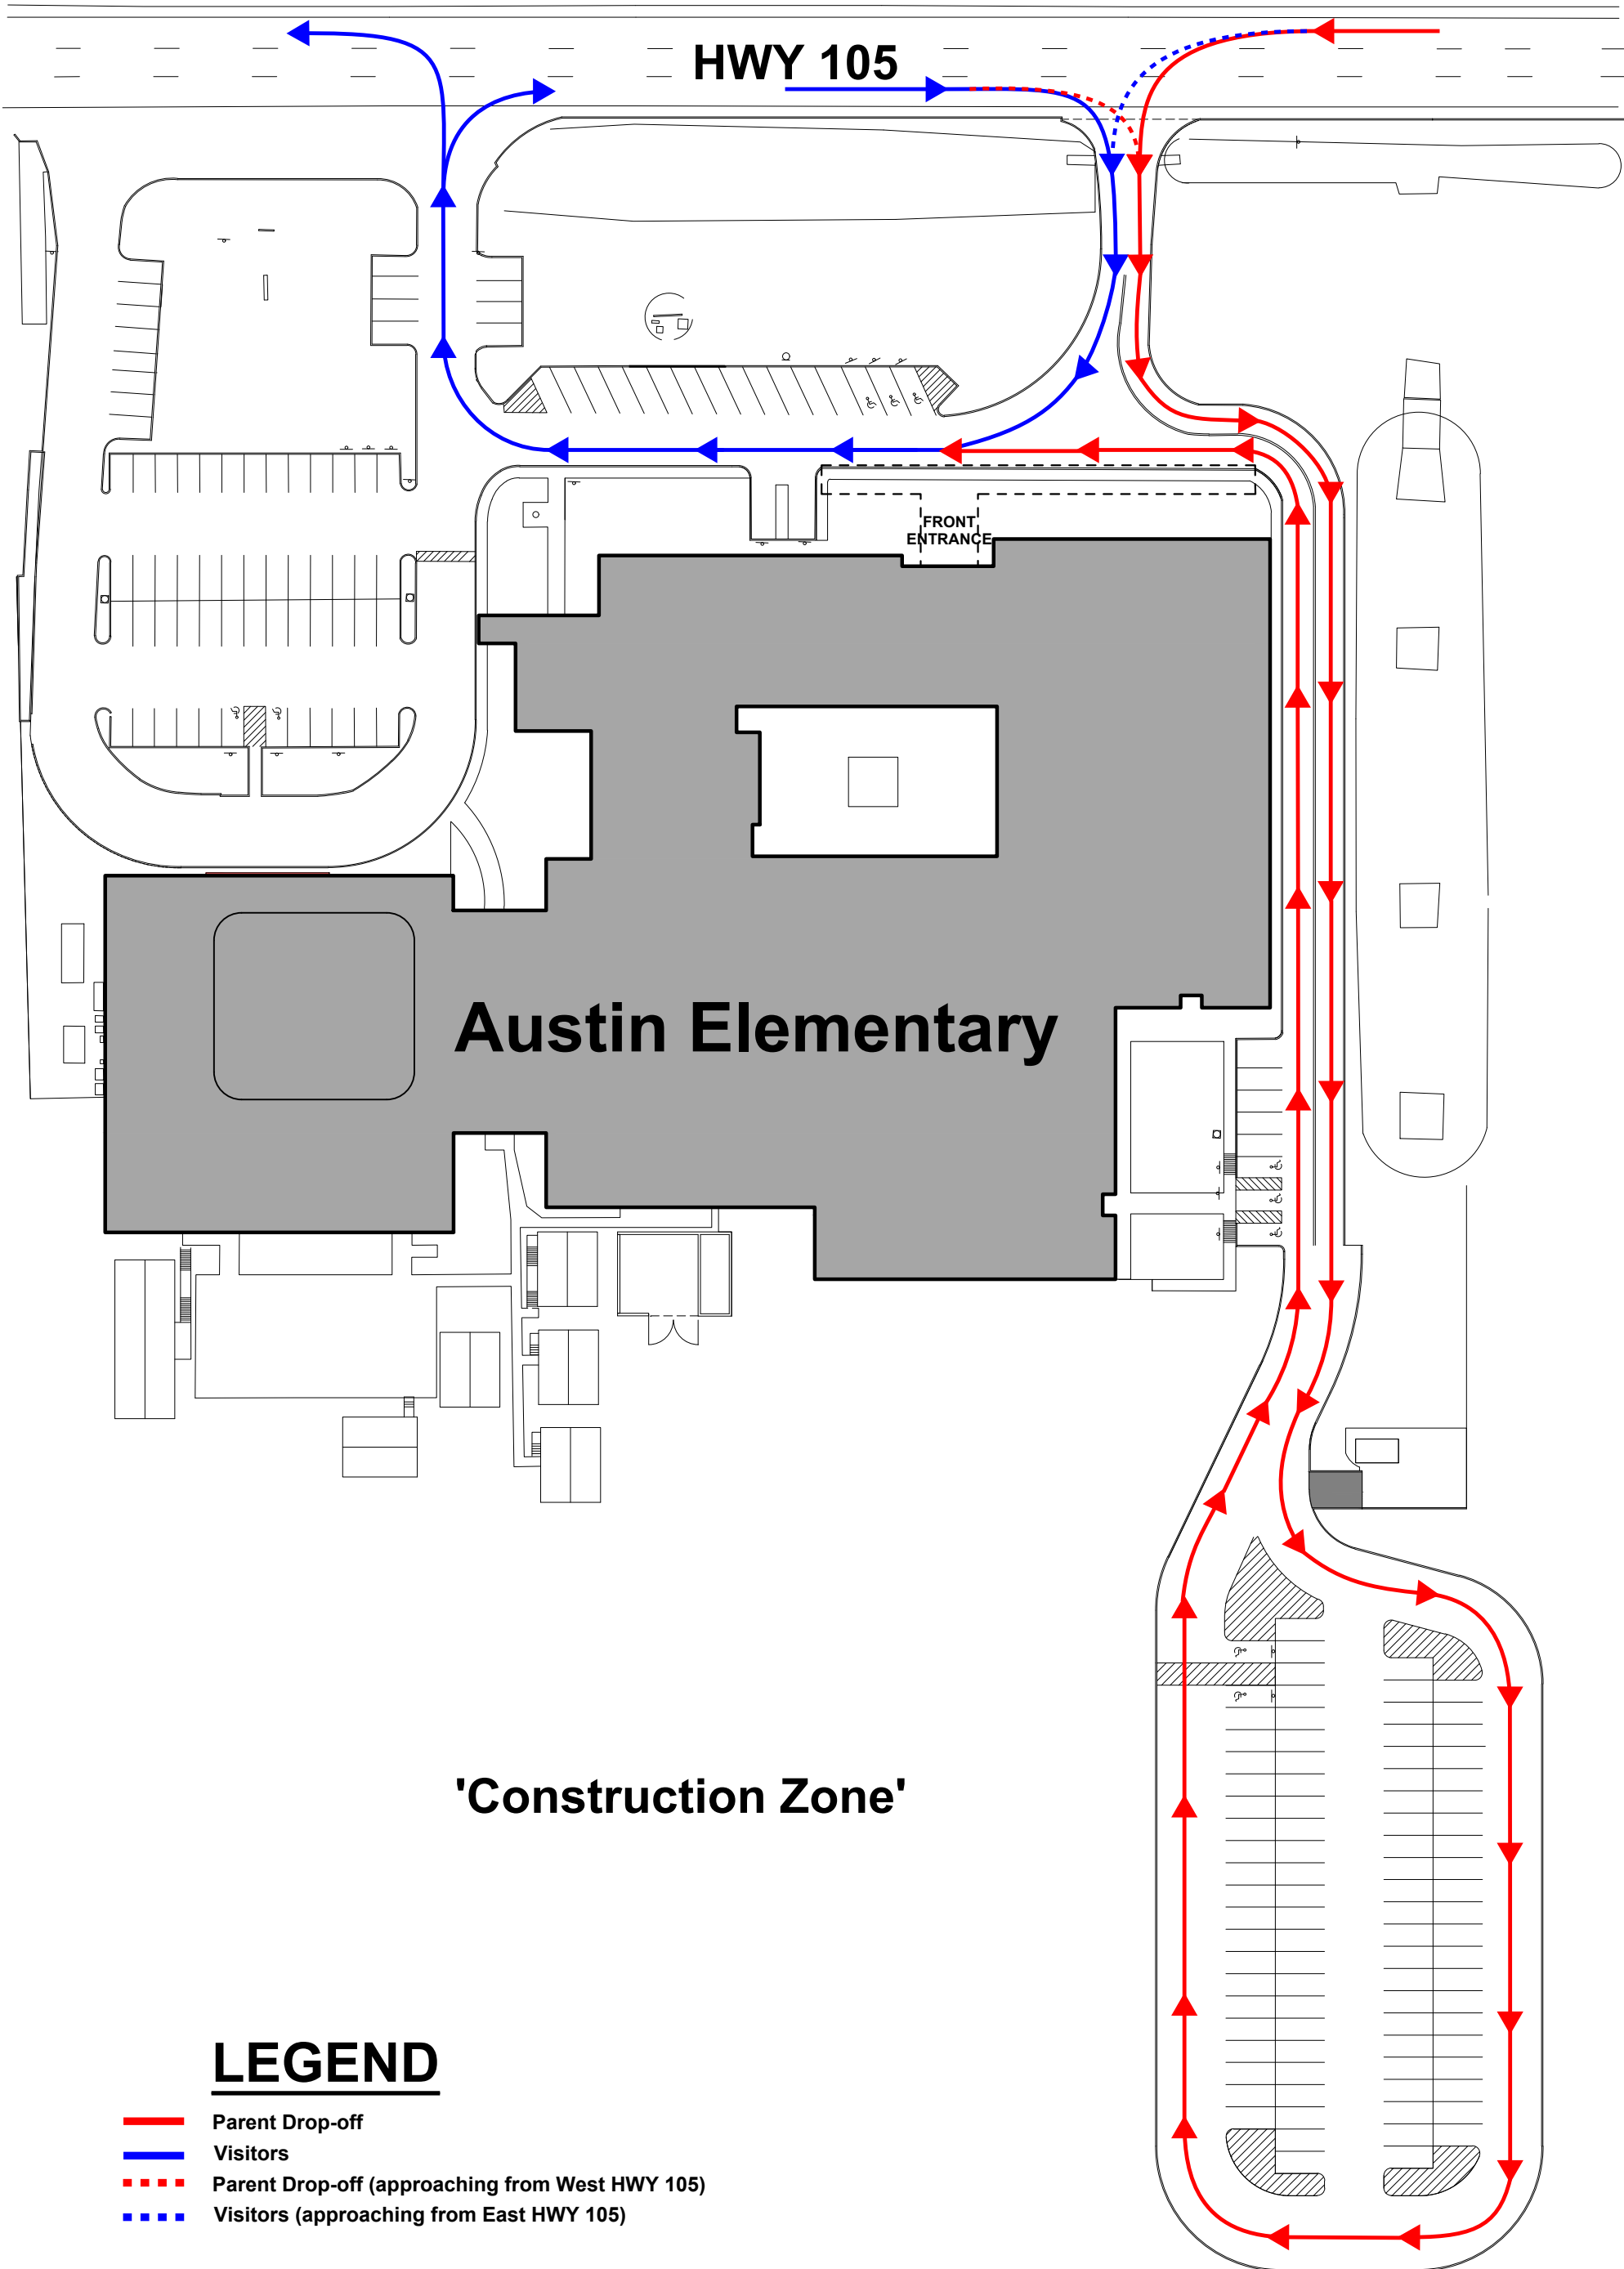 HWY 105
FRONT
ENTRANCE
Austin Elementary
'Construction Zone'
LEGEND
Parent Drop-off
Visitors
Parent Drop-off (approaching from West HWY 105)
Visitors (approaching from East HWY 105)